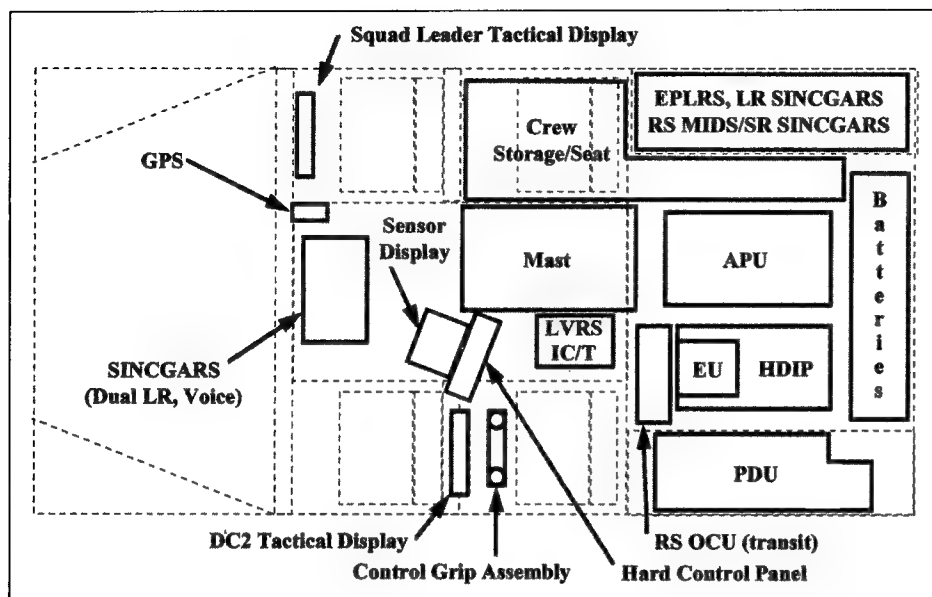 Squad Leader Tactical Display
EPLRS, LR SINCGARS
RS MIDS/SR SINCGARS
Crew
Storage/Seat
GPS
Sensor
Display
Mast
APU
Batteries
LVRS
IC/T
EU
HDIP
SINCGARS
(Dual LR, Voice)
PDU
DC2 Tactical Display
RS OCU (transit)
Control Grip Assembly
Hard Control Panel